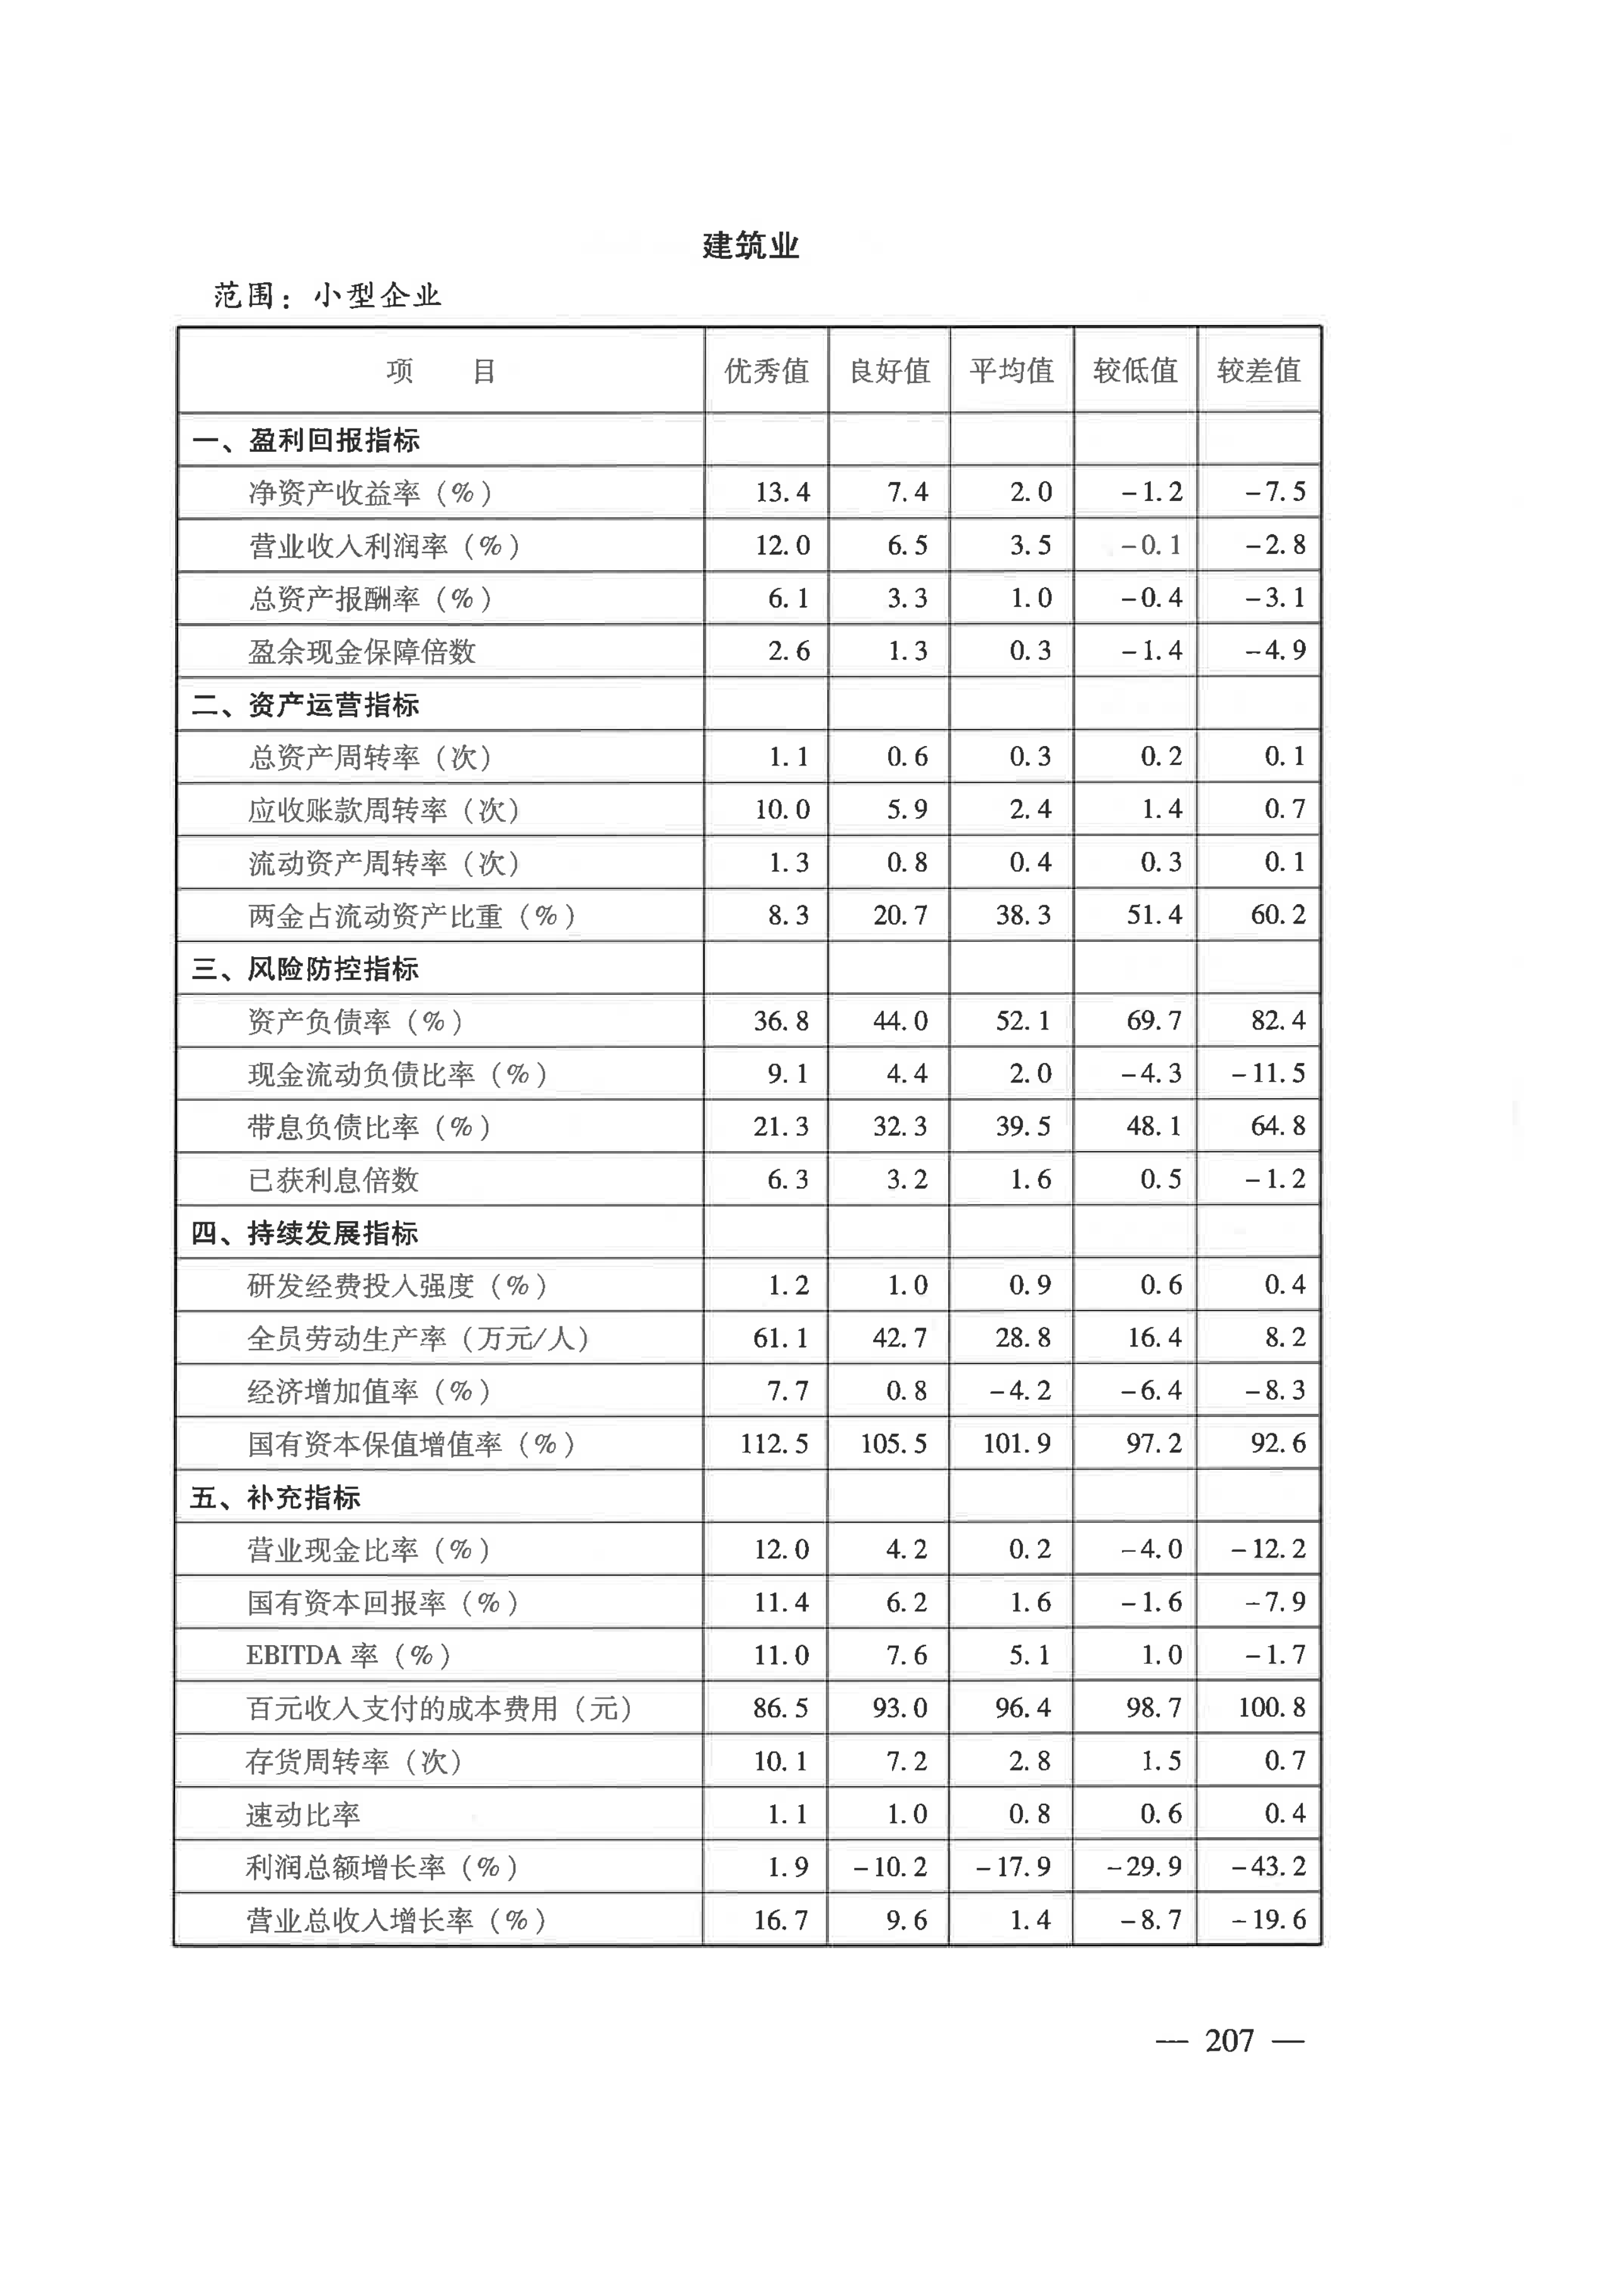 建筑业
范围：小型企业
项 目 优秀值 良好值 平均值 较低值 较差值
一、盈利回报指标
净资产收益率（%） 13.4 7.4 2.0 -1.2 -7.5
营业收入利润率（%） 12.0 6.5 3.5 -0.1 -2.8
总资产报酬率（%） 6.1 3.3 1.0 -0.4 -3.1
盈余现金保障倍数 2.6 1.3 0.3 -1.4 -4.9
二、资产运营指标
总资产周转率（次） 1.1 0.6 0.3 0.2 0.1
应收账款周转率（次） 10.0 5.9 2.4 1.4 0.7
流动资产周转率（次） 1.3 0.8 0.4 0.3 0.1
两金占流动资产比重（%） 8.3 20.7 38.3 51.4 60.2
三、风险防控指标
资产负债率（%） 36.8 44.0 52.1 69.7 82.4
现金流动负债比率（%） 9.1 4.4 2.0 -4.3 -11.5
带息负债比率（%） 21.3 32.3 39.5 48.1 64.8
已获利息倍数 6.3 3.2 1.6 0.5 -1.2
四、持续发展指标
研发经费投入强度（%） 1.2 1.0 0.9 0.6 0.4
全员劳动生产率（万元/人） 61.1 42.7 28.8 16.4 8.2
经济增加值率（%） 7.7 0.8 -4.2 -6.4 -8.3
国有资本保值增值率（%） 112.5 105.5 101.9 97.2 92.6
五、补充指标
营业现金比率（%） 12.0 4.2 0.2 -4.0 -12.2
国有资本回报率（%） 11.4 6.2 1.6 -1.6 -7.9
EBITDA 率（%） 11.0 7.6 5.1 1.0 -1.7
百元收入支付的成本费用（元） 86.5 93.0 96.4 98.7 100.8
存货周转率（次） 10.1 7.2 2.8 1.5 0.7
速动比率 1.1 1.0 0.8 0.6 0.4
利润总额增长率（%） 1.9 -10.2 -17.9 -29.9 -43.2
营业总收入增长率（%） 16.7 9.6 1.4 -8.7 -19.6
— 207 —